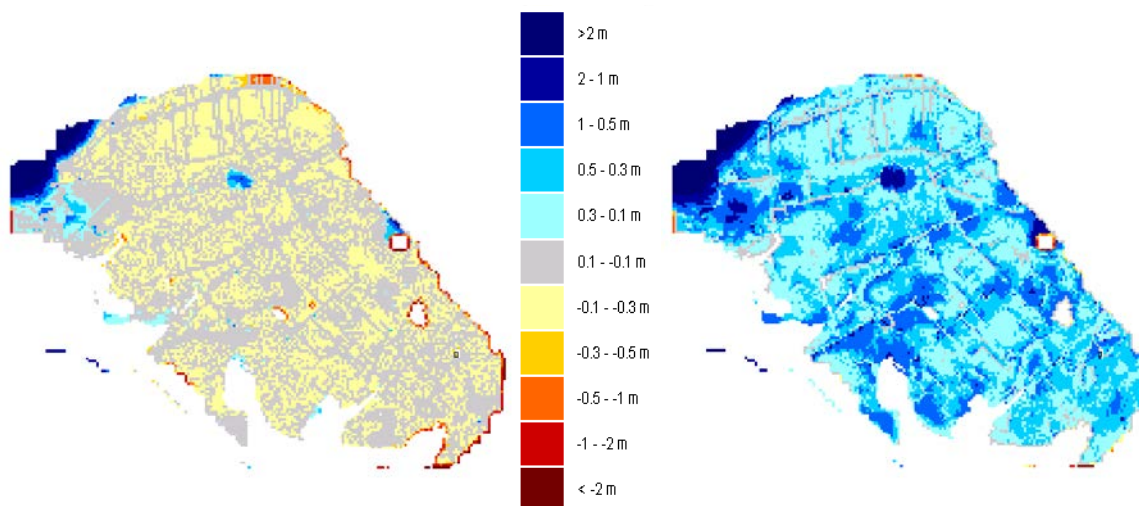 >2 m
2 - 1 m
1 - 0.5 m
0.5 - 0.3 m
0.3 - 0.1 m
0.1 - -0.1 m
-0.1 - -0.3 m
-0.3 - -0.5 m
-0.5 - -1 m
-1 - -2 m
< -2 m